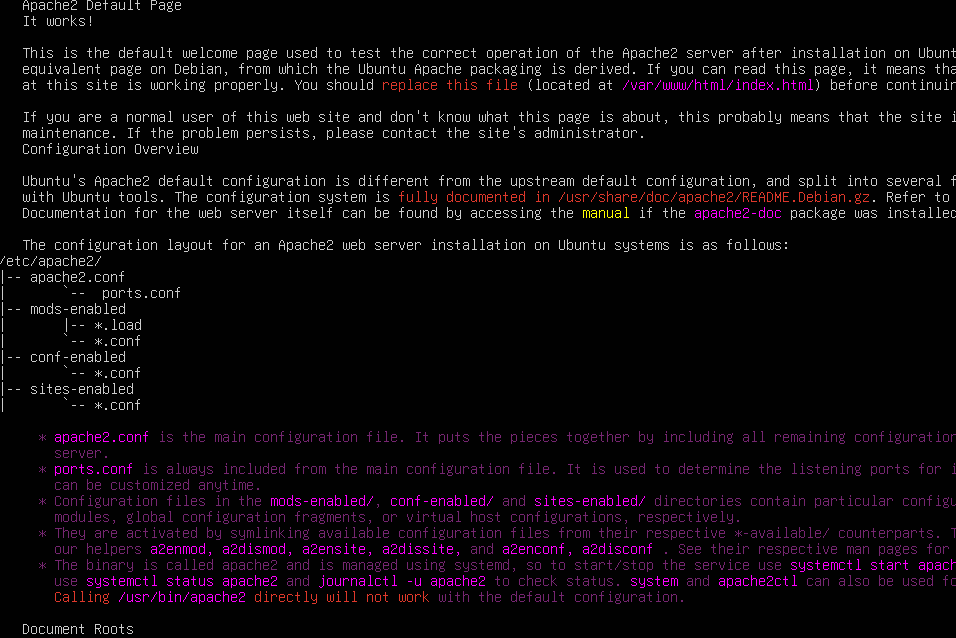 Apache2 Default Page
It works!
This is the default welcome page used to test the correct operation of the Apache2 server after installation on
equivalent page on Debian, from which the Ubuntu Apache packaging is derived. If you can read this page, it means
at this site is working properly. You should replace this file (located at /var/www/html/index.html) before
If you are a normal user of this web site and don't know what this page is about, this probably means that the site
maintenance. If the problem persists, please contact the site's administrator.
Configuration Overview
Ubuntu's Apache2 default configuration is different from the upstream default configuration, and split into several
with Ubuntu tools. The configuration system is fully documented in /usr/share/doc/apache2/README.Debian.gz. Refer to
Documentation for the web server itself can be found by accessing the manual if the apache2-doc package was installed
The configuration layout for an Apache2 web server installation on Ubuntu systems is as follows:
/etc/apache2/
|-- apache2.conf
|       `--  ports.conf
|-- mods-enabled
|       |-- *.load
|       `-- *.conf
|-- conf-enabled
|       `-- *.conf
|-- sites-enabled
|       `-- *.conf
* apache2.conf is the main configuration file. It puts the pieces together by including all remaining configuration
server.
* ports.conf is always included from the main configuration file. It is used to determine the listening ports for
can be customized anytime.
* Configuration files in the mods-enabled/, conf-enabled/ and sites-enabled/ directories contain particular
modules, global configuration fragments, or virtual host configurations, respectively.
* They are activated by symlinking available configuration files from their respective *-available/ counterparts.
our helpers a2enmod, a2dismod, a2ensite, a2dissite, and a2enconf, a2disconf . See their respective man pages for
* The binary is called apache2 and is managed using systemd, so to start/stop the service use systemctl start
use systemctl status apache2 and journalctl -u apache2 to check status. system and apache2ctl can also be used
Calling /usr/bin/apache2 directly will not work with the default configuration.
Document Roots